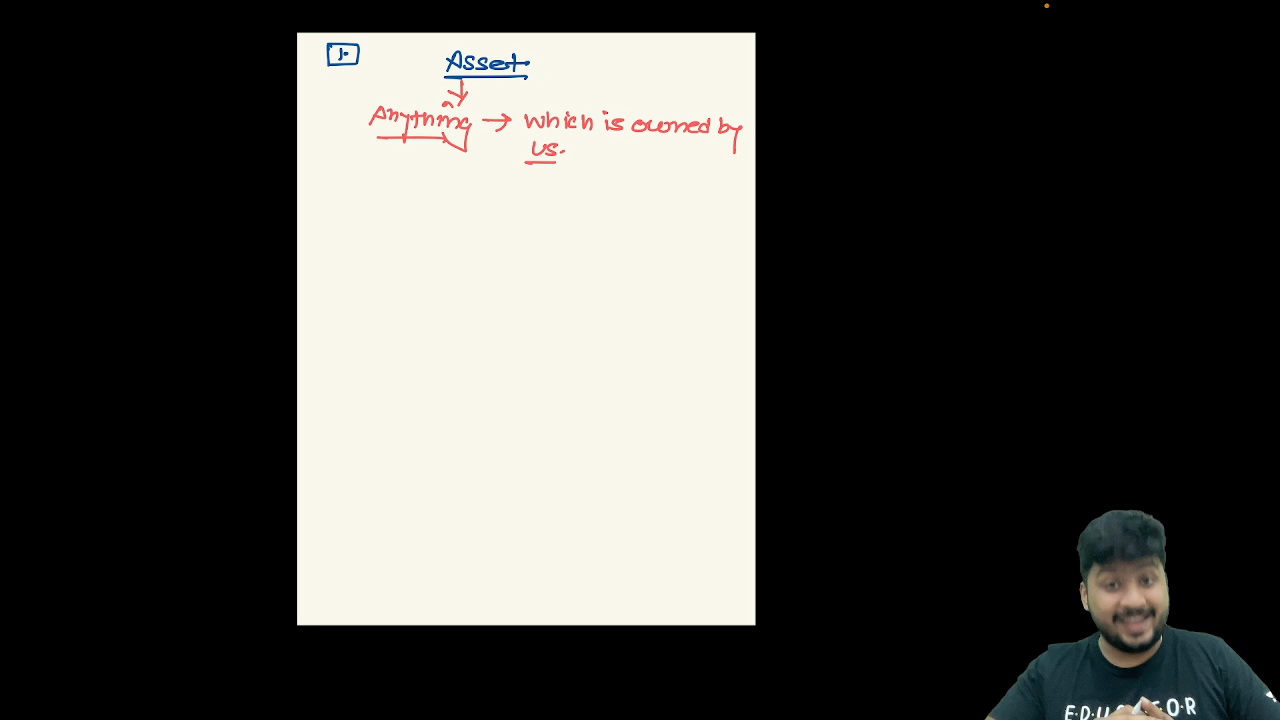 1.
Asset
Anything → which is owned by
us.
E·D·U·C·A·T·O·R